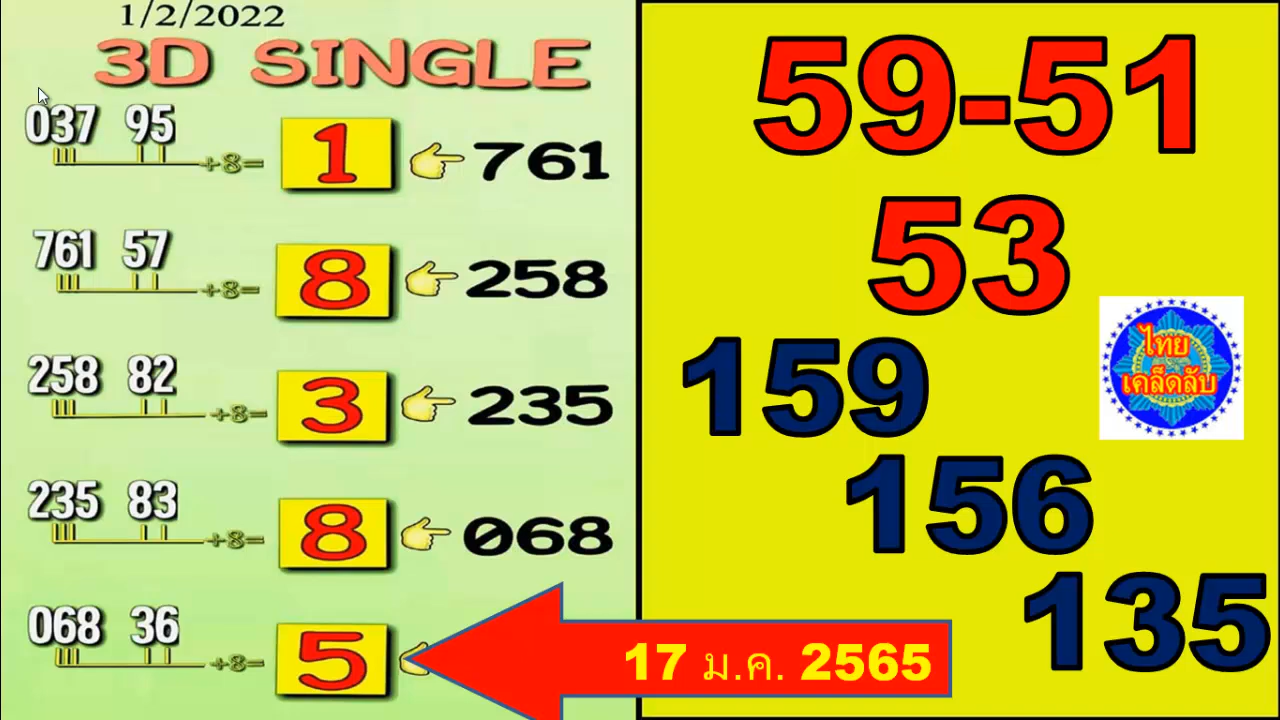 1/2/2022
3D SINGLE
037 95 +8= 1 761
761 57 +8= 8 258
258 82 +8= 3 235
235 83 +8= 8 068
068 36 +8= 5
17 ม.ค. 2565
59-51
53
159
156
135
ไทย
เคล็ดลับ